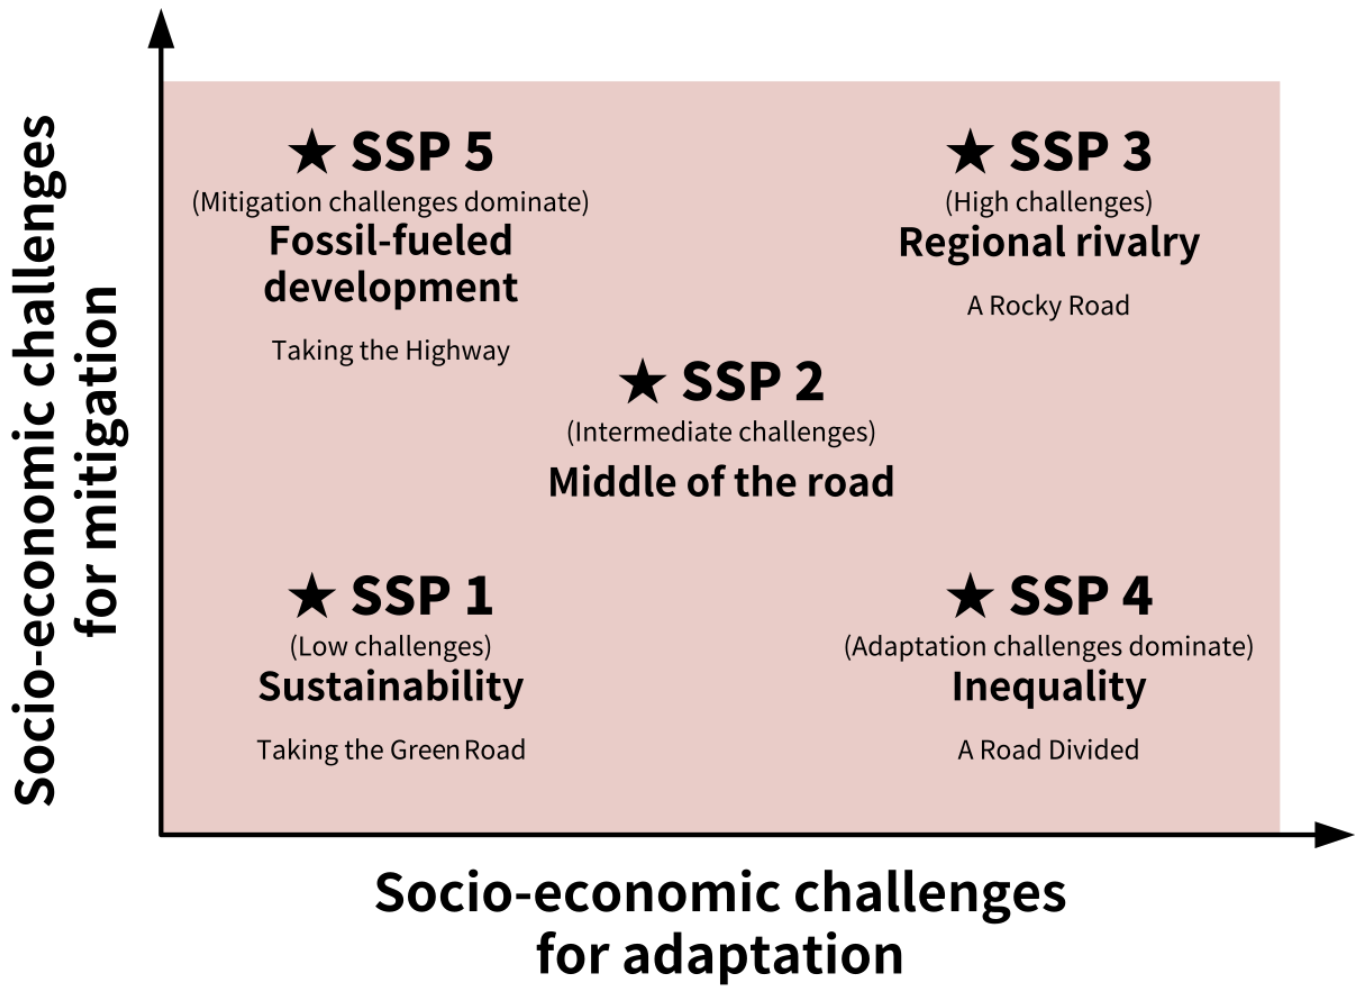 Socio-economic challenges
for mitigation
★ SSP 5
(Mitigation challenges dominate)
Fossil-fueled
development
Taking the Highway
★ SSP 3
(High challenges)
Regional rivalry
A Rocky Road
★ SSP 2
(Intermediate challenges)
Middle of the road
★ SSP 1
(Low challenges)
Sustainability
Taking the Green Road
★ SSP 4
(Adaptation challenges dominate)
Inequality
A Road Divided
Socio-economic challenges
for adaptation